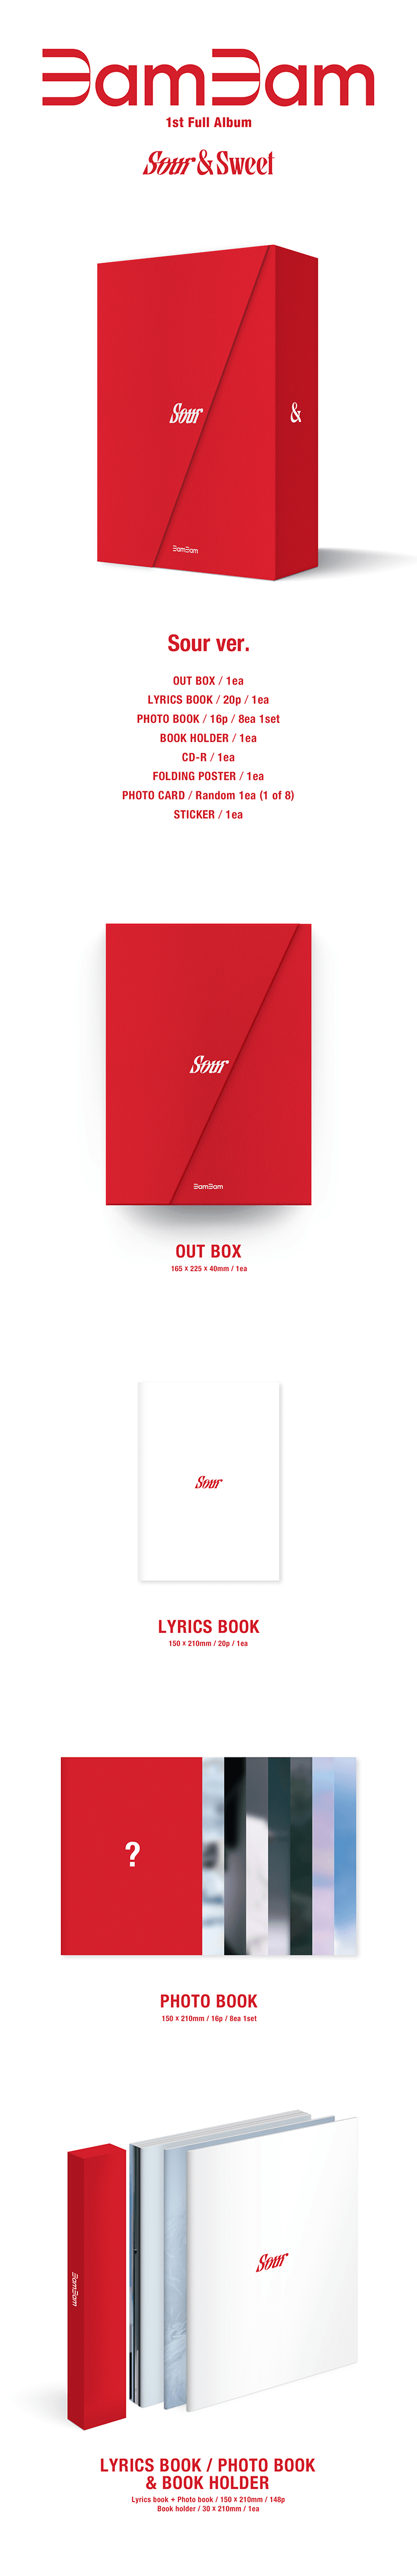 BamBam
1st Full Album
Sour & Sweet
Sour
&
BamBam
Sour ver.
OUT BOX / 1ea
LYRICS BOOK / 20p / 1ea
PHOTO BOOK / 16p / 8ea 1set
BOOK HOLDER / 1ea
CD-R / 1ea
FOLDING POSTER / 1ea
PHOTO CARD / Random 1ea (1 of 8)
STICKER / 1ea
Sour
BamBam
OUT BOX
165 x 225 x 40mm / 1ea
Sour
LYRICS BOOK
150 x 210mm / 20p / 1ea
?
PHOTO BOOK
150 x 210mm / 16p / 8ea 1set
BamBam
Sour
LYRICS BOOK / PHOTO BOOK
& BOOK HOLDER
Lyrics book + Photo book / 150 x 210mm / 148p
Book holder / 30 x 210mm / 1ea